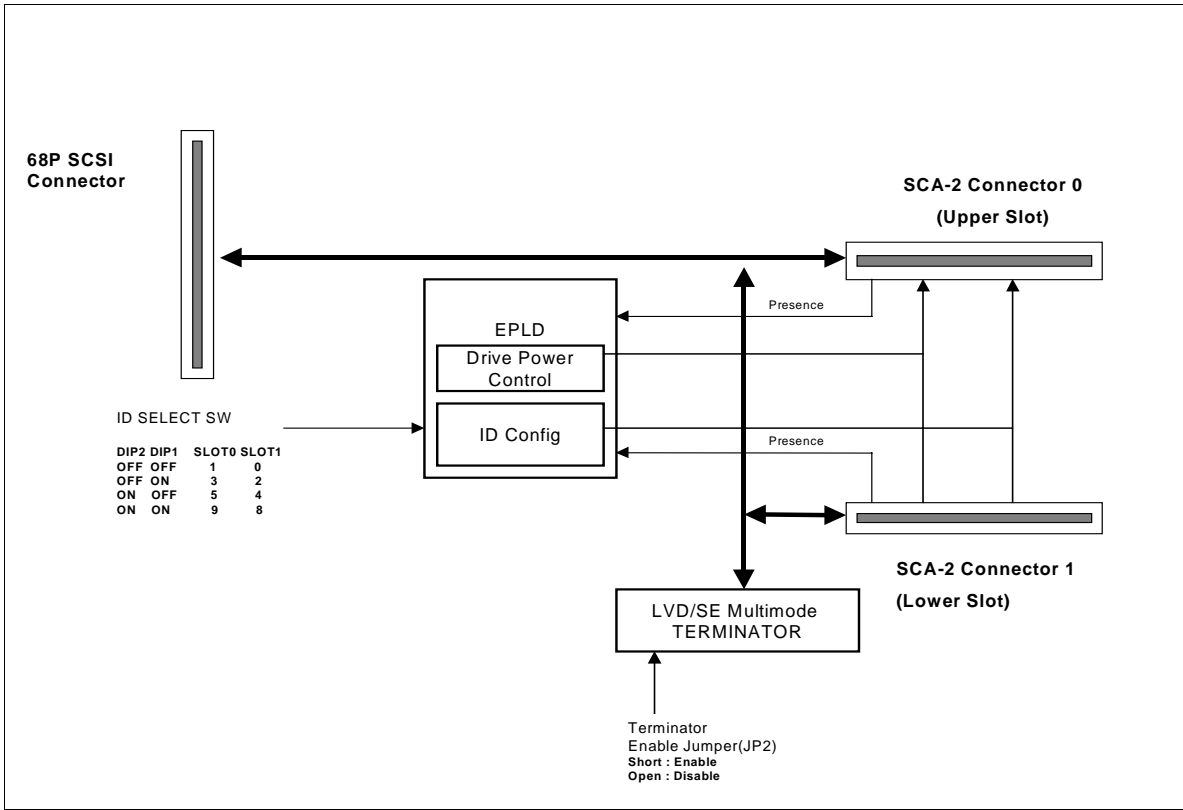 68P SCSI
Connector
SCA-2 Connector 0
(Upper Slot)
Presence
EPLD
Drive Power
Control
ID SELECT SW
ID Config
Presence
DIP2 DIP1 SLOT0 SLOT1
OFF OFF 1 0
OFF ON 3 2
ON OFF 5 4
ON ON 9 8
SCA-2 Connector 1
(Lower Slot)
LVD/SE Multimode
TERMINATOR
Terminator
Enable Jumper(JP2)
Short : Enable
Open : Disable